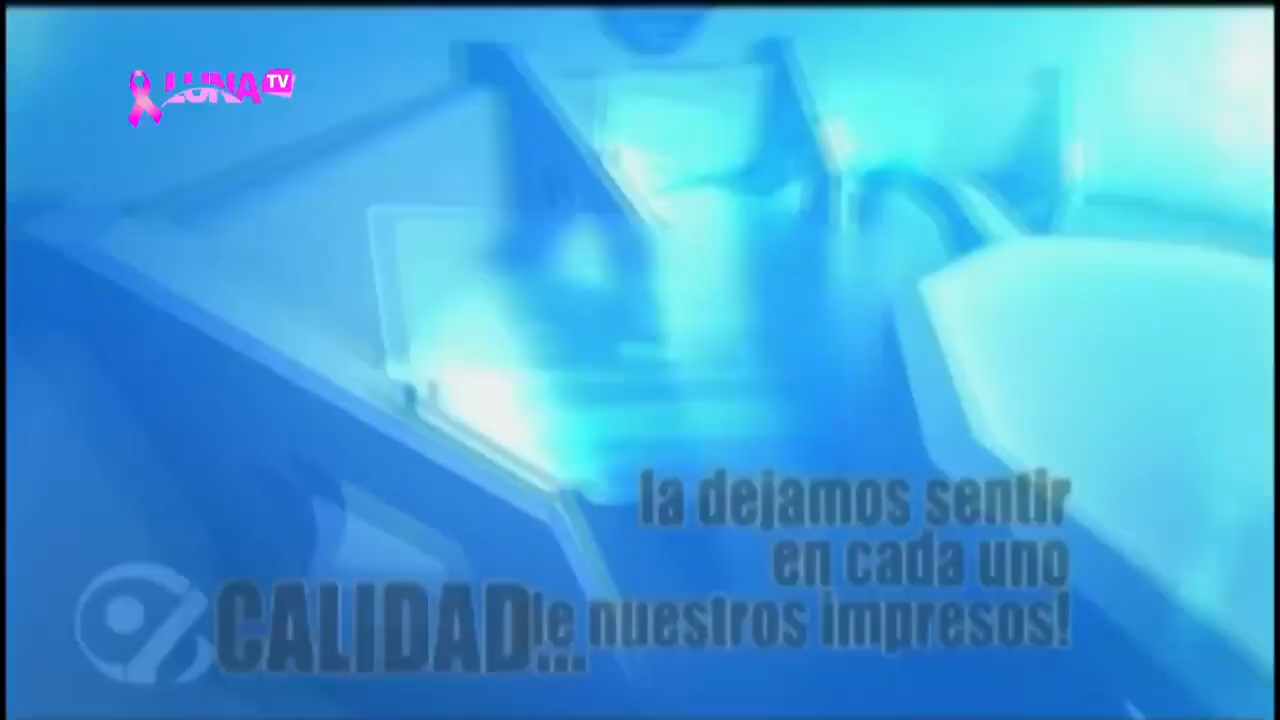 LUNA TV
la dejamos sentir
en cada uno
CALIDAD... de nuestros impresos!